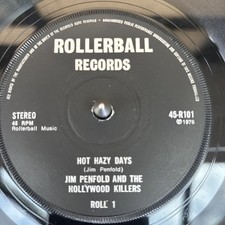 ROLLERBALL
RECORDS
STEREO
45 RPM
Rollerball Music
45-R101
Ⓟ1976
HOT HAZY DAYS
(Jim Penfold)
JIM PENFOLD AND THE
HOLLYWOOD KILLERS
ROLL 1